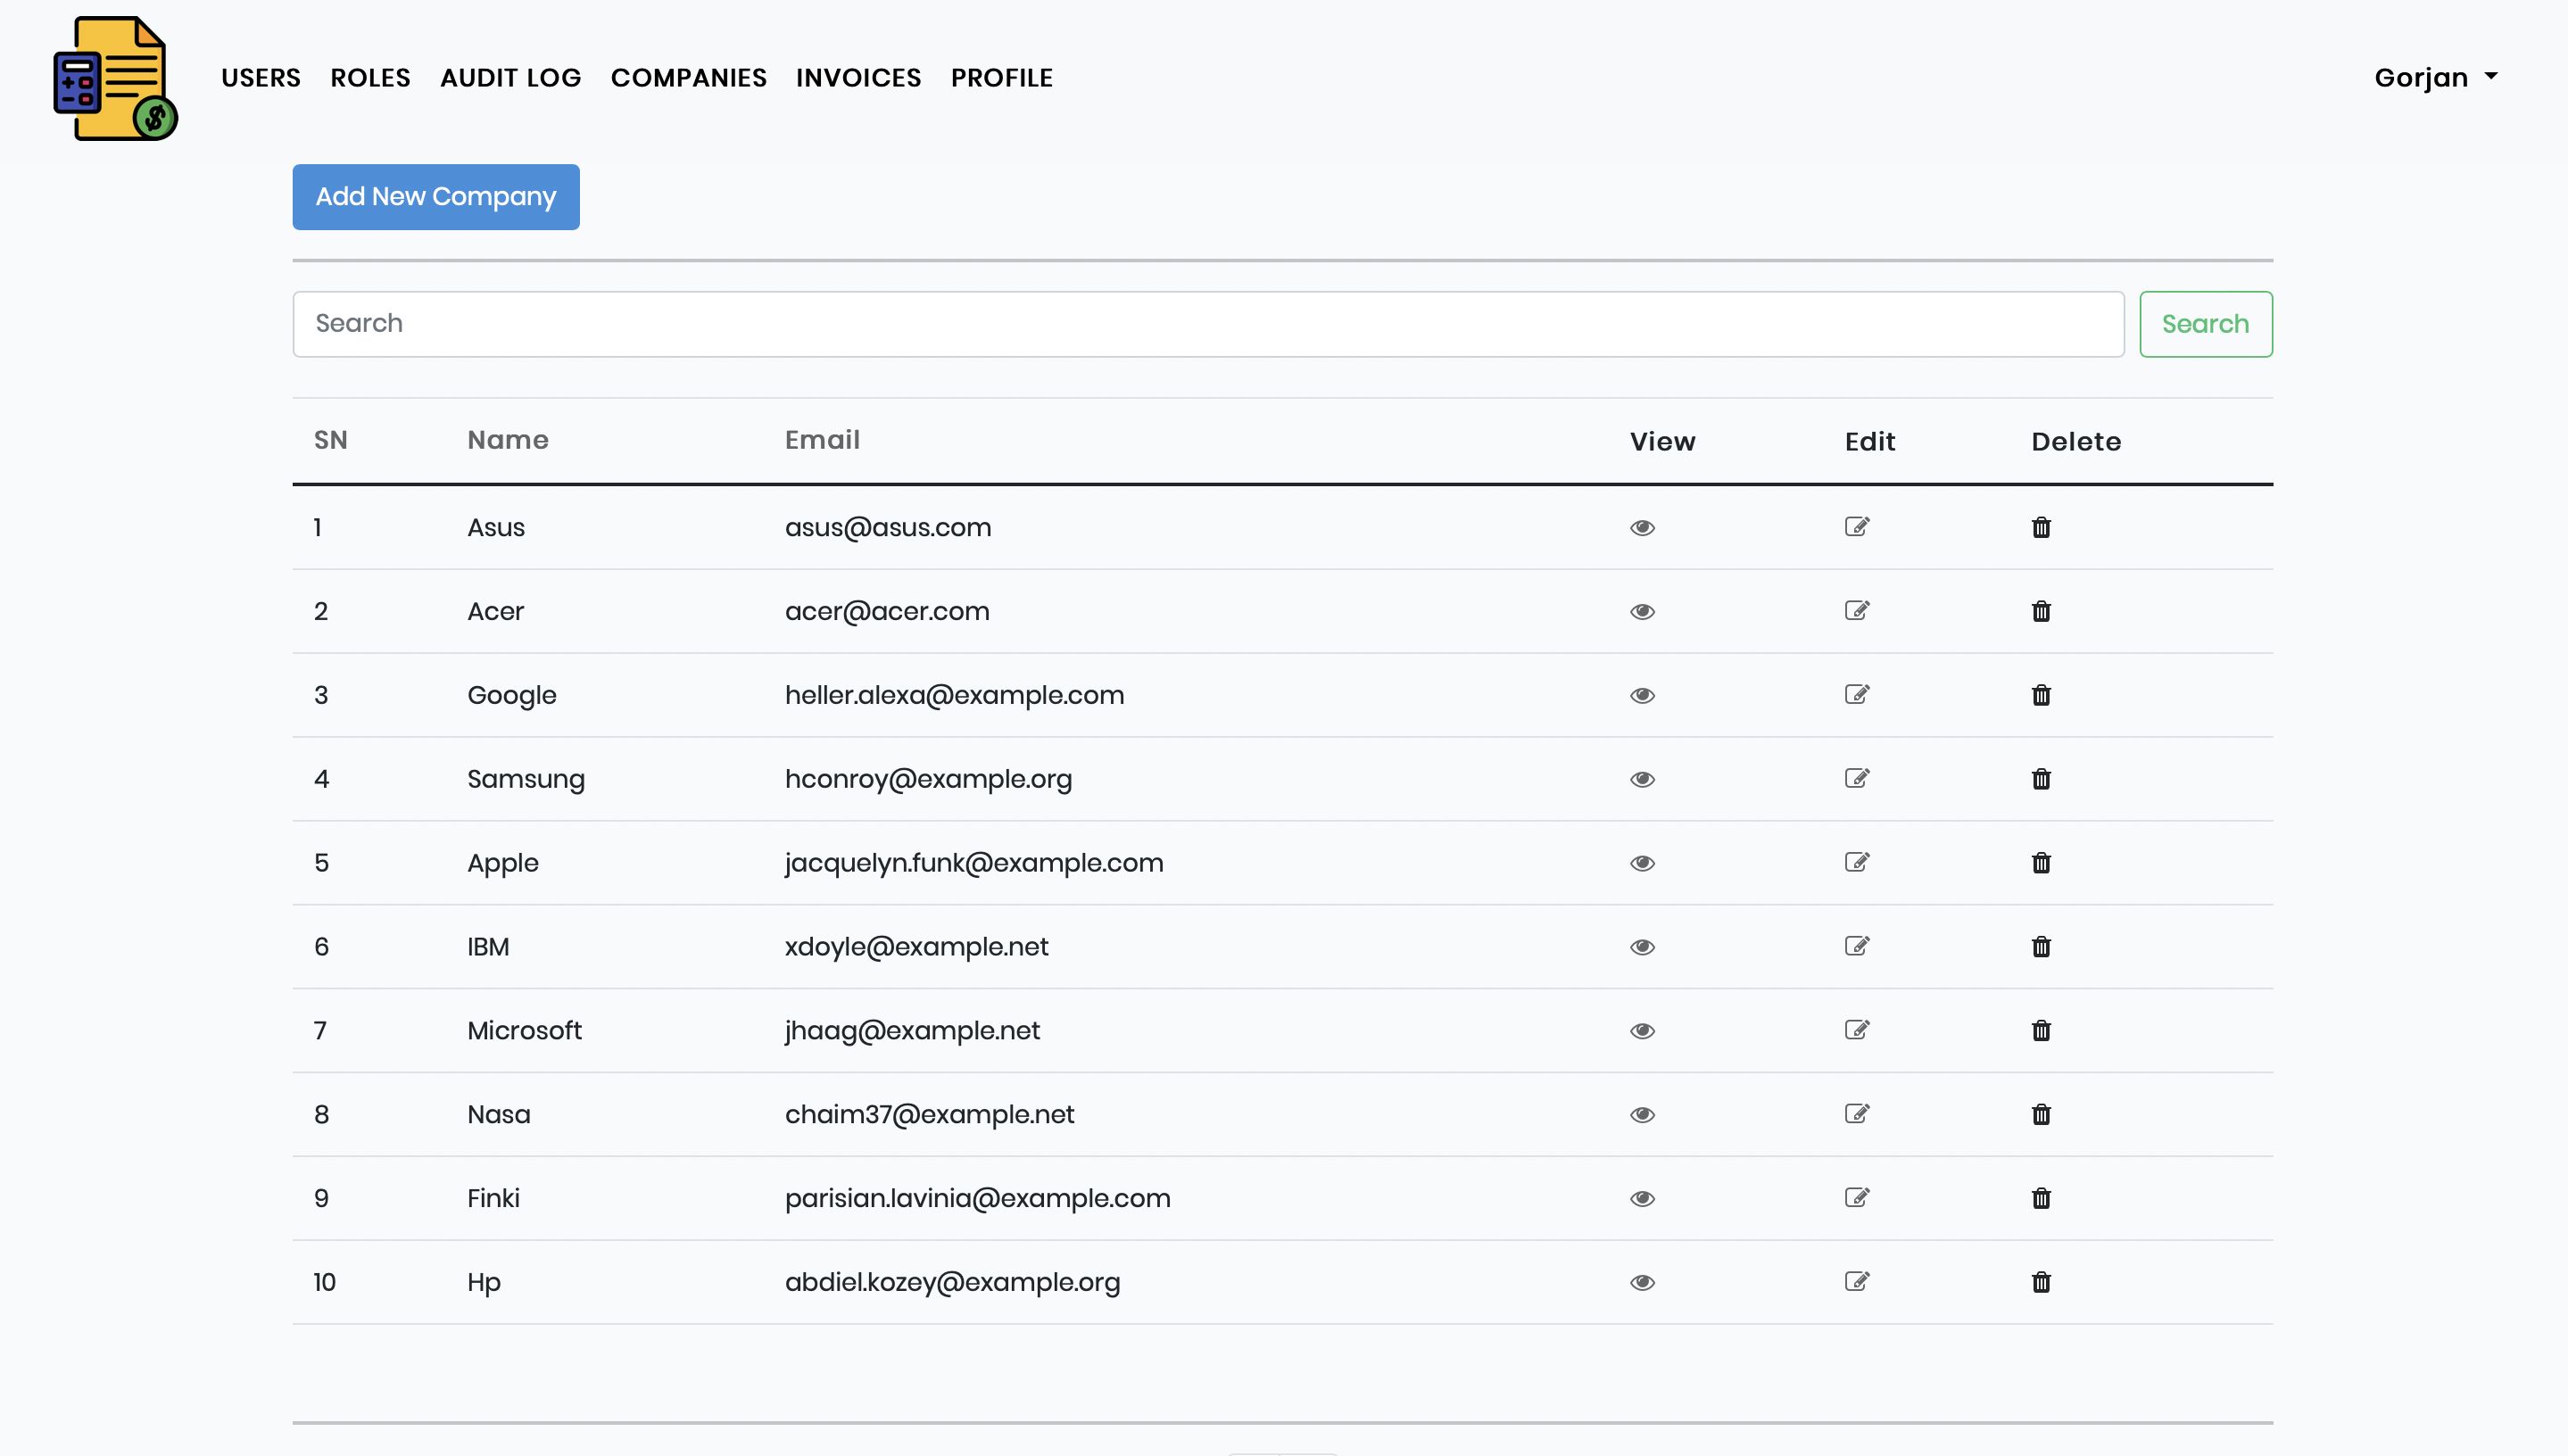 USERS ROLES AUDIT LOG COMPANIES INVOICES PROFILE Gorjan
Add New Company
Search Search
SN Name Email View Edit Delete
1 Asus asus@asus.com
2 Acer acer@acer.com
3 Google heller.alexa@example.com
4 Samsung hconroy@example.org
5 Apple jacquelyn.funk@example.com
6 IBM xdoyle@example.net
7 Microsoft jhaag@example.net
8 Nasa chaim37@example.net
9 Finki parisian.lavinia@example.com
10 Hp abdiel.kozey@example.org